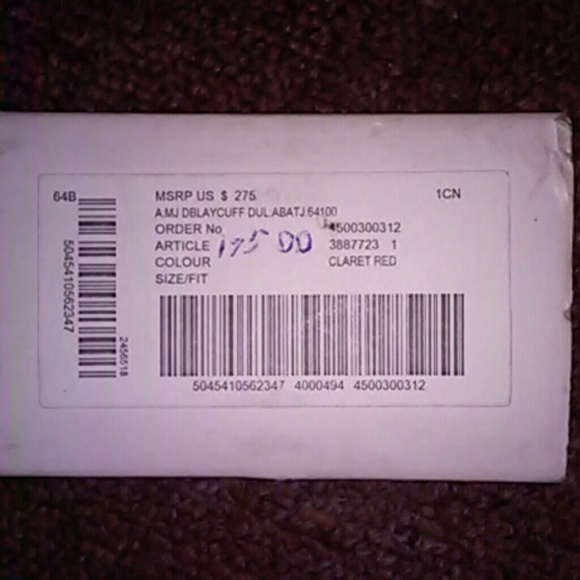 64B
MSRP US $ 275
1CN
A:MJ DBLAYCUFF DUL:ABATJ:64100
ORDER No 4500300312
ARTICLE 175 00 3887723 1
COLOUR CLARET RED
SIZE/FIT
5045410562347
2456518
5045410562347 4000494 4500300312